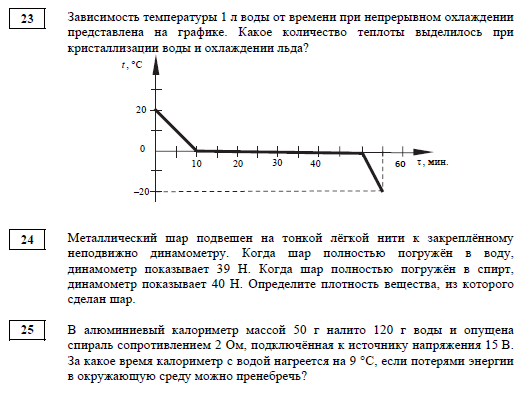 23 Зависимость температуры 1 л воды от времени при непрерывном охлаждении
представлена на графике. Какое количество теплоты выделилось при
кристаллизации воды и охлаждении льда?
t, °C
20
0
10 20 30 40 60 τ, мин.
–20
24 Металлический шар подвешен на тонкой лёгкой нити к закреплённому
неподвижно динамометру. Когда шар полностью погружён в воду,
динамометр показывает 39 Н. Когда шар полностью погружён в спирт,
динамометр показывает 40 Н. Определите плотность вещества, из которого
сделан шар.
25 В алюминиевый калориметр массой 50 г налито 120 г воды и опущена
спираль сопротивлением 2 Ом, подключённая к источнику напряжения 15 В.
За какое время калориметр с водой нагреется на 9 °C, если потерями энергии
в окружающую среду можно пренебречь?